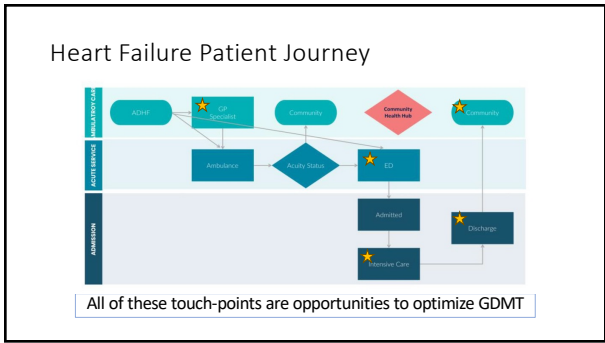 Heart Failure Patient Journey
AMBULATROY CARE
ADHF
GP
Specialist
Community
Community
Health Hub
Community
ACUTE SERVICE
Ambulance
Acuity Status
ED
ADMISSION
Admitted
Discharge
Intensive Care
All of these touch-points are opportunities to optimize GDMT